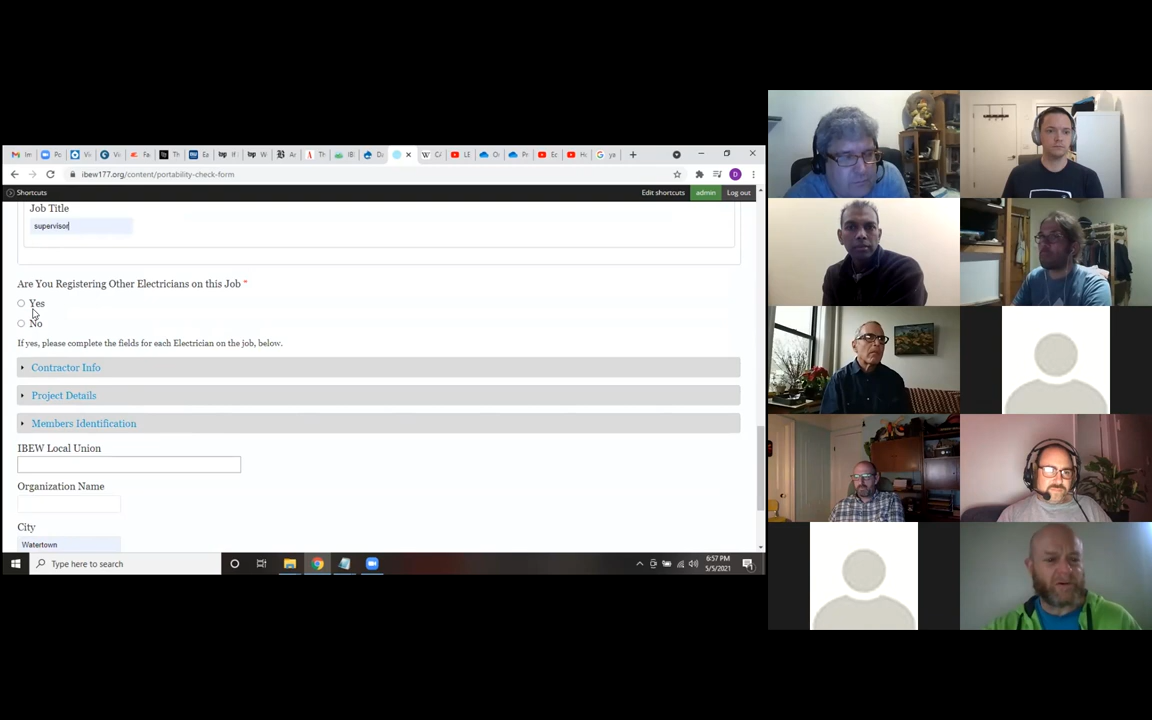 ibew177.org/content/portability-check-form
Shortcuts
Edit shortcuts
admin
Log out
Job Title
supervisor
Are You Registering Other Electricians on this Job *
Yes
No
If yes, please complete the fields for each Electrician on the job, below.
Contractor Info
Project Details
Members Identification
IBEW Local Union
Organization Name
City
Watertown
Type here to search
6:57 PM
5/5/2021